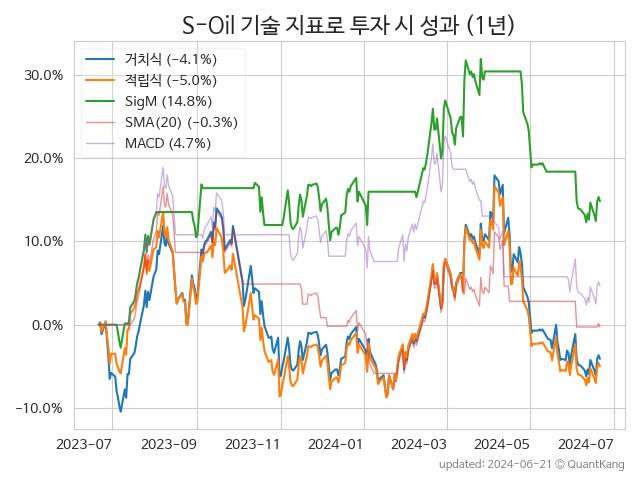 S-Oil 기술 지표로 투자 시 성과 (1년)
거치식 (-4.1%)
적립식 (-5.0%)
SigM (14.8%)
SMA(20) (-0.3%)
MACD (4.7%)
30.0%
20.0%
10.0%
0.0%
-10.0%
2023-07 2023-09 2023-11 2024-01 2024-03 2024-05 2024-07
updated: 2024-06-21 © QuantKang